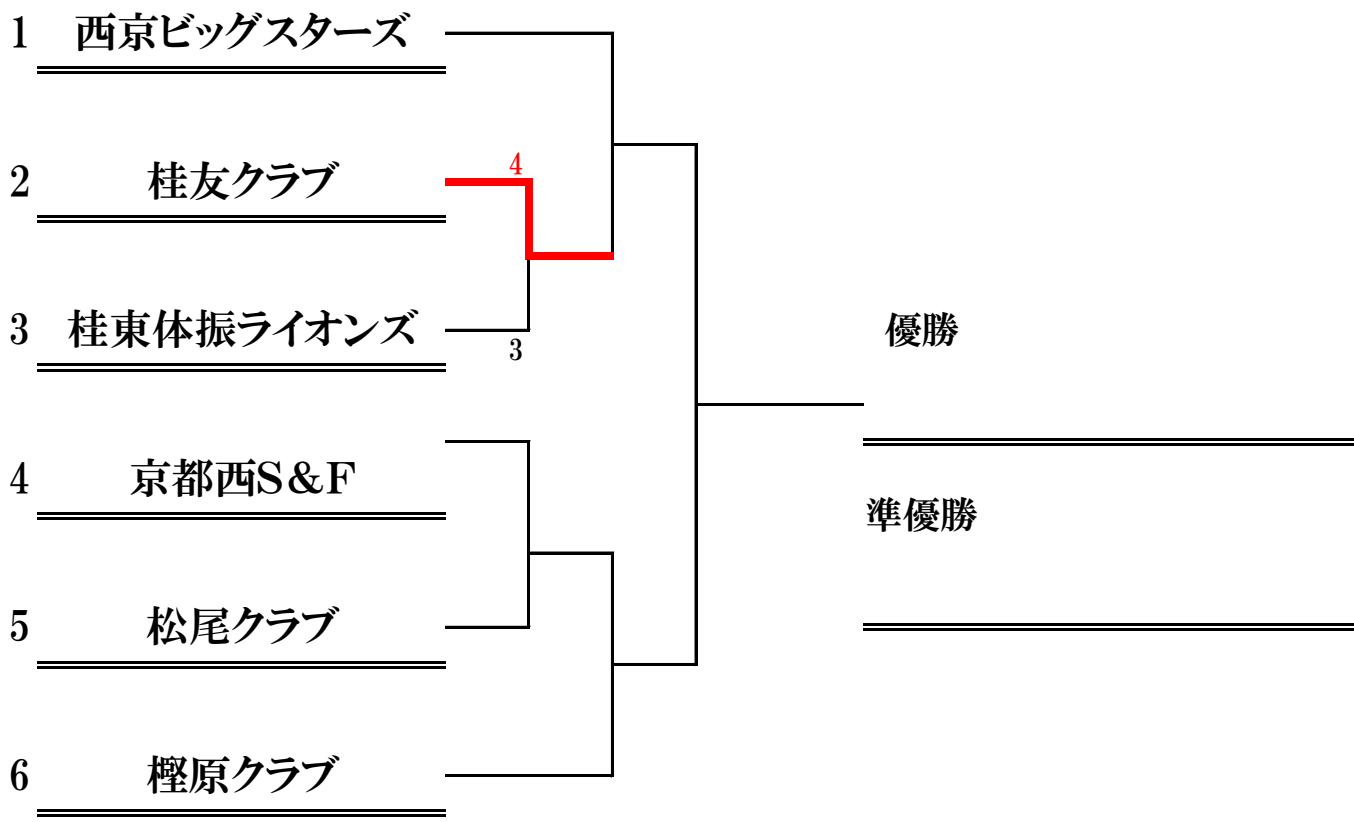 1 西京ビッグスターズ
4
2 桂友クラブ
3 桂東体振ライオンズ
3
優勝
4 京都西S&F
準優勝
5 松尾クラブ
6 樫原クラブ